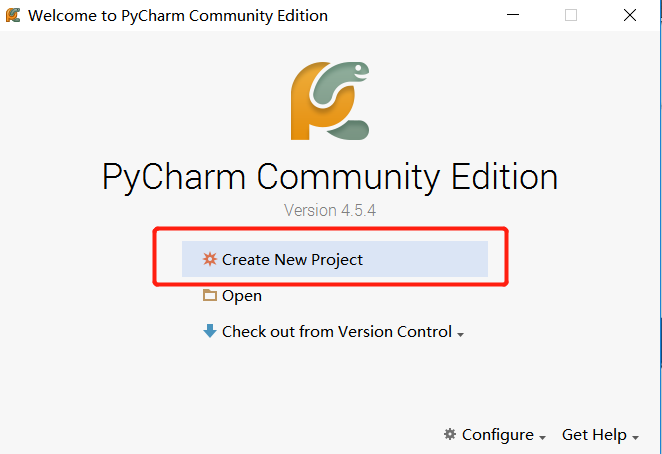 Welcome to PyCharm Community Edition
PyCharm Community Edition
Version 4.5.4
Create New Project
Open
Check out from Version Control
Configure
Get Help